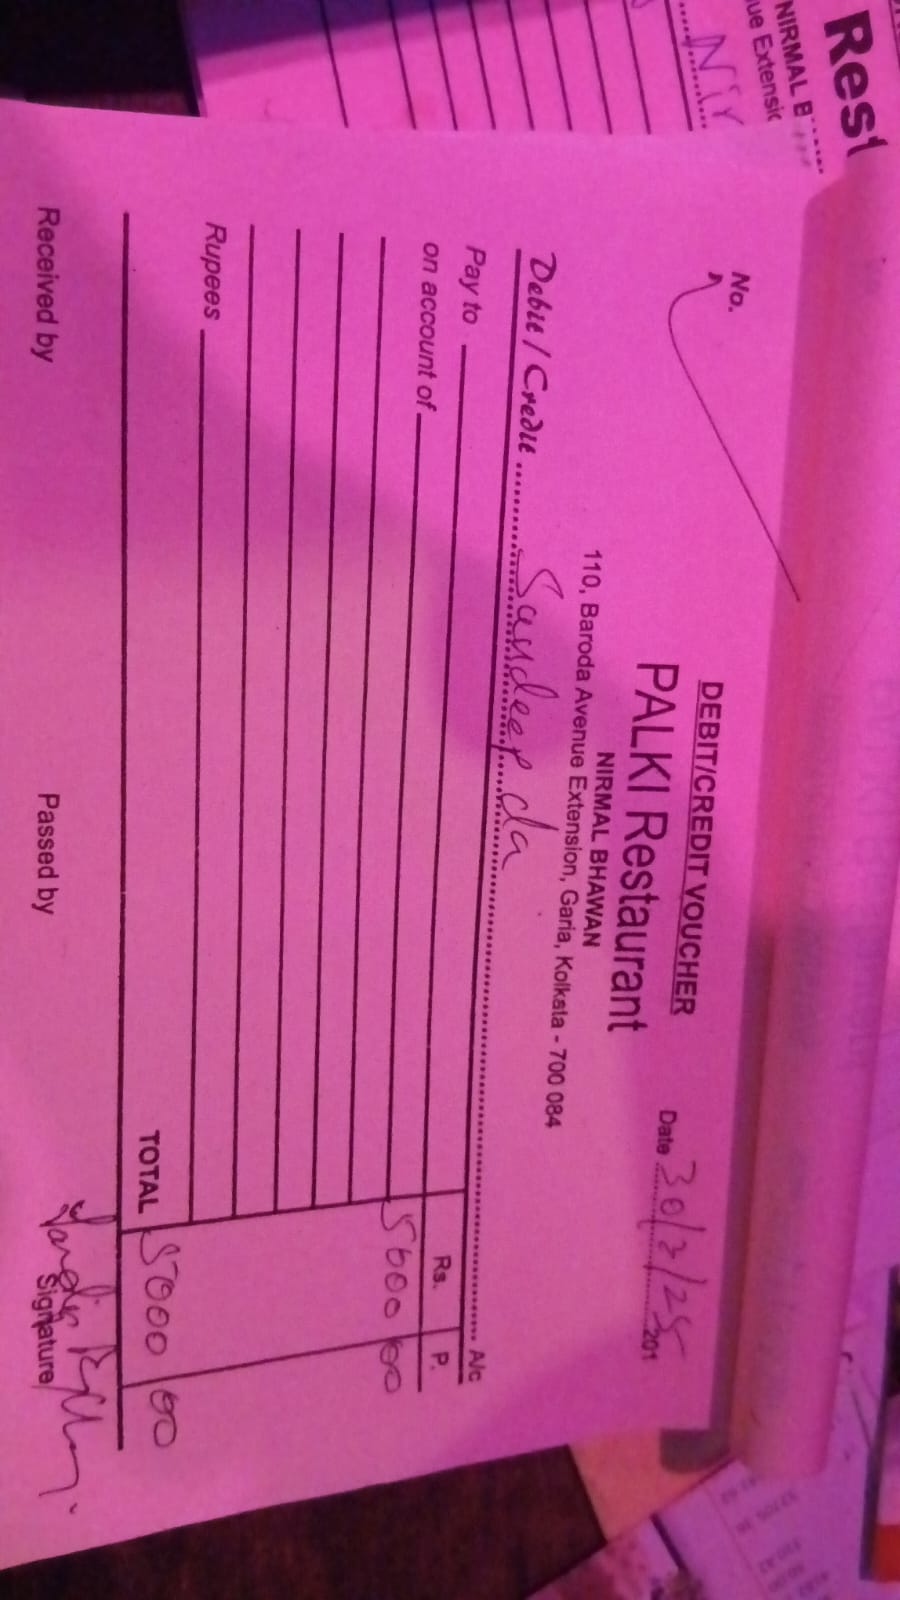 Rest
NIRMAL B
ue Extensic
Nir
No.
DEBIT/CREDIT VOUCHER
PALKI Restaurant
NIRMAL BHAWAN
110, Baroda Avenue Extension, Garia, Kolkata - 700 084
Date 30/3/25 201
Debit / Credit Sandeep da A/c
Pay to Rs. P.
on account of 5000 00
Rupees
TOTAL 5000 00
Received by Passed by Signature